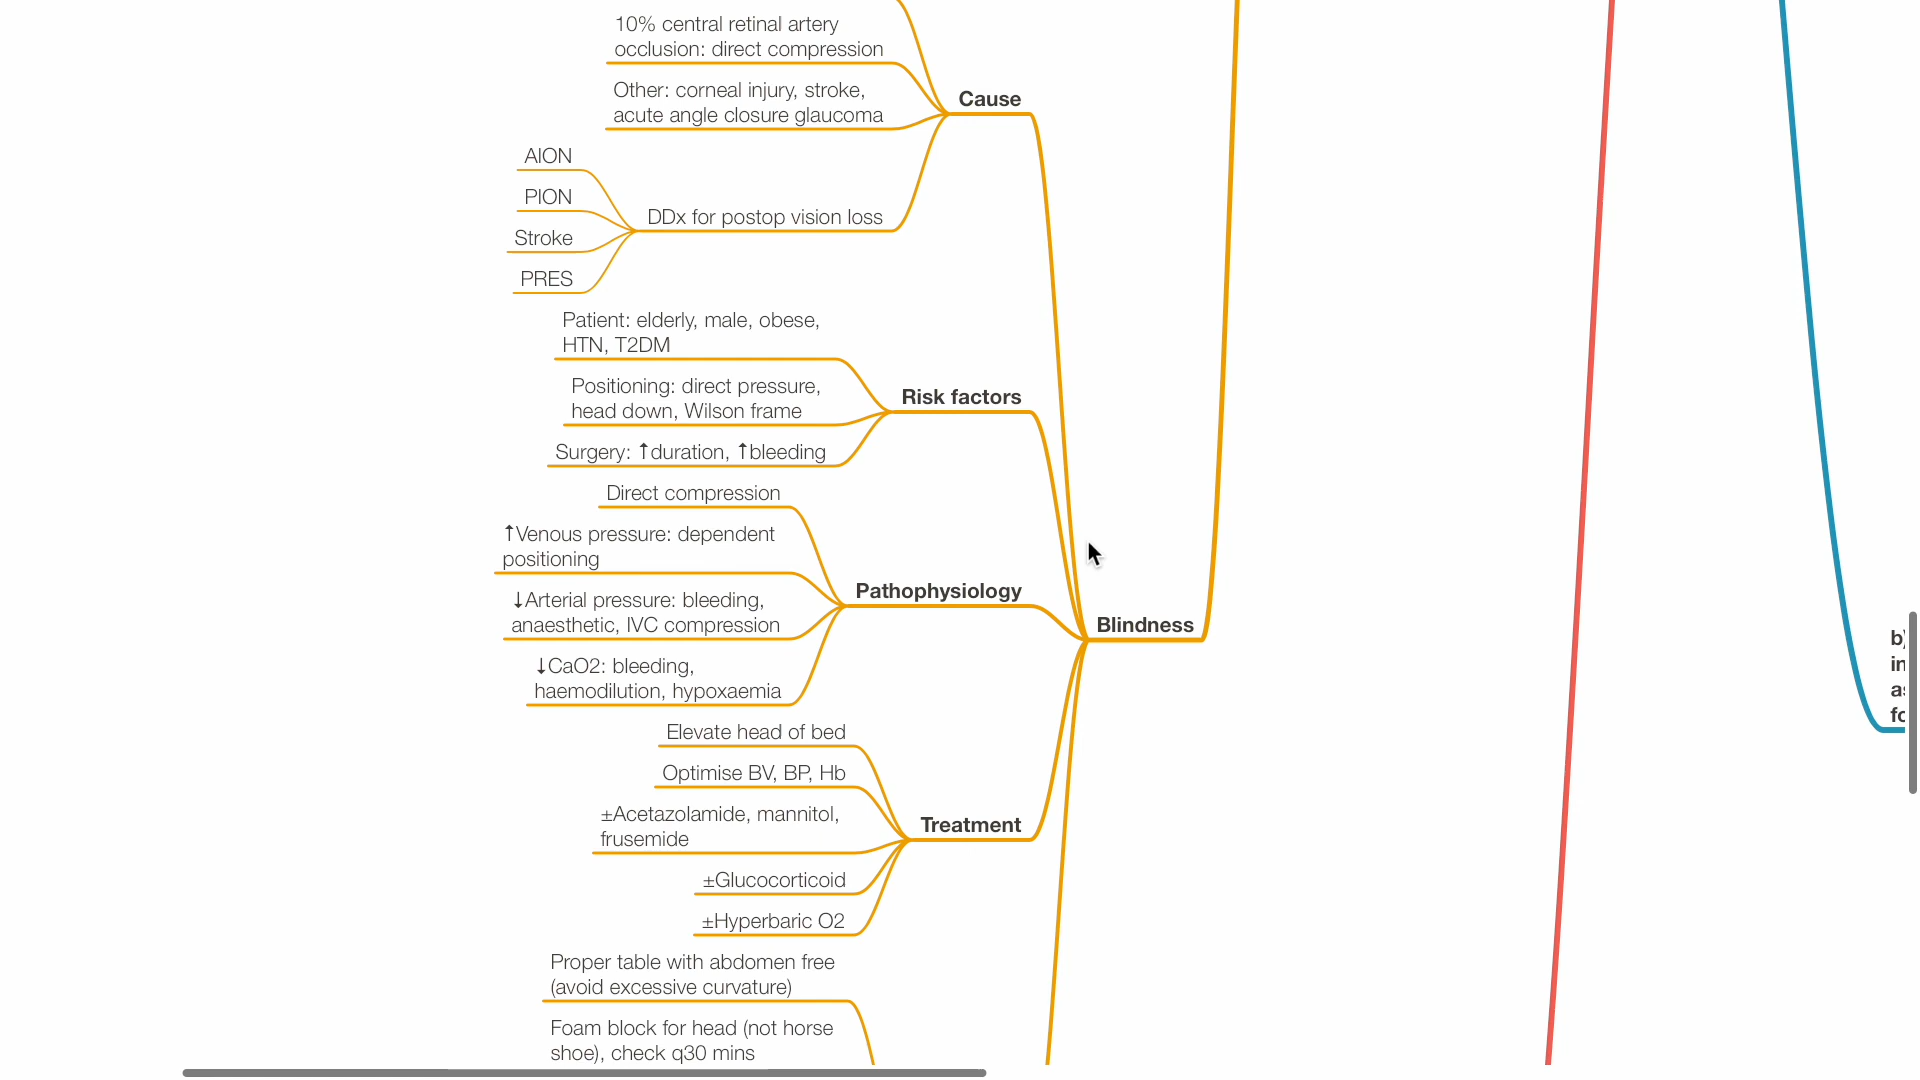 10% central retinal artery
occlusion: direct compression
Other: corneal injury, stroke,
acute angle closure glaucoma
Cause
AION
PION
Stroke
PRES
DDx for postop vision loss
Patient: elderly, male, obese,
HTN, T2DM
Positioning: direct pressure,
head down, Wilson frame
Surgery: ↑duration, ↑bleeding
Risk factors
Direct compression
↑Venous pressure: dependent
positioning
↓Arterial pressure: bleeding,
anaesthetic, IVC compression
↓CaO2: bleeding,
haemodilution, hypoxaemia
Pathophysiology
Blindness
Elevate head of bed
Optimise BV, BP, Hb
±Acetazolamide, mannitol,
frusemide
±Glucocorticoid
±Hyperbaric O2
Treatment
Proper table with abdomen free
(avoid excessive curvature)
Foam block for head (not horse
shoe), check q30 mins